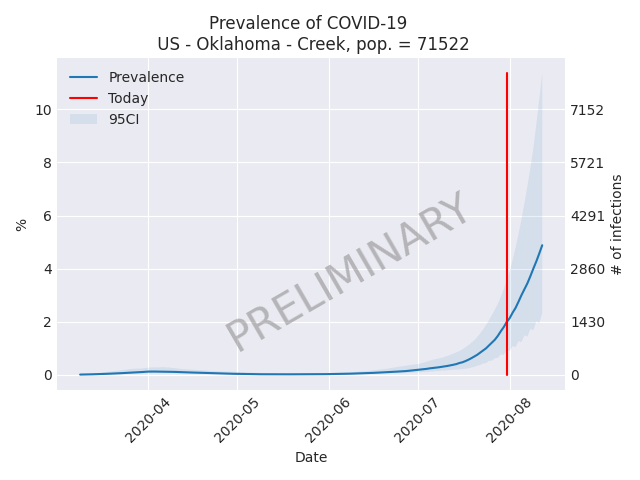 Prevalence of COVID-19
US - Oklahoma - Creek, pop. = 71522
Prevalence
Today
95CI
10
8
6
4
2
0
%
7152
5721
4291
2860
1430
0
# of infections
PRELIMINARY
2020-04
2020-05
2020-06
2020-07
2020-08
Date